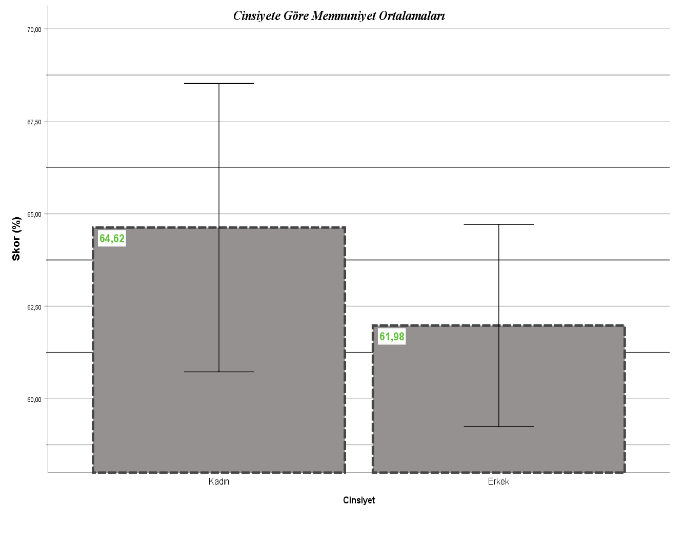 Cinsiyete Göre Memnuniyet Ortalamaları
70,00
67,50
65,00
62,50
60,00
Skor (%)
64,62
61,98
Kadın
Erkek
Cinsiyet